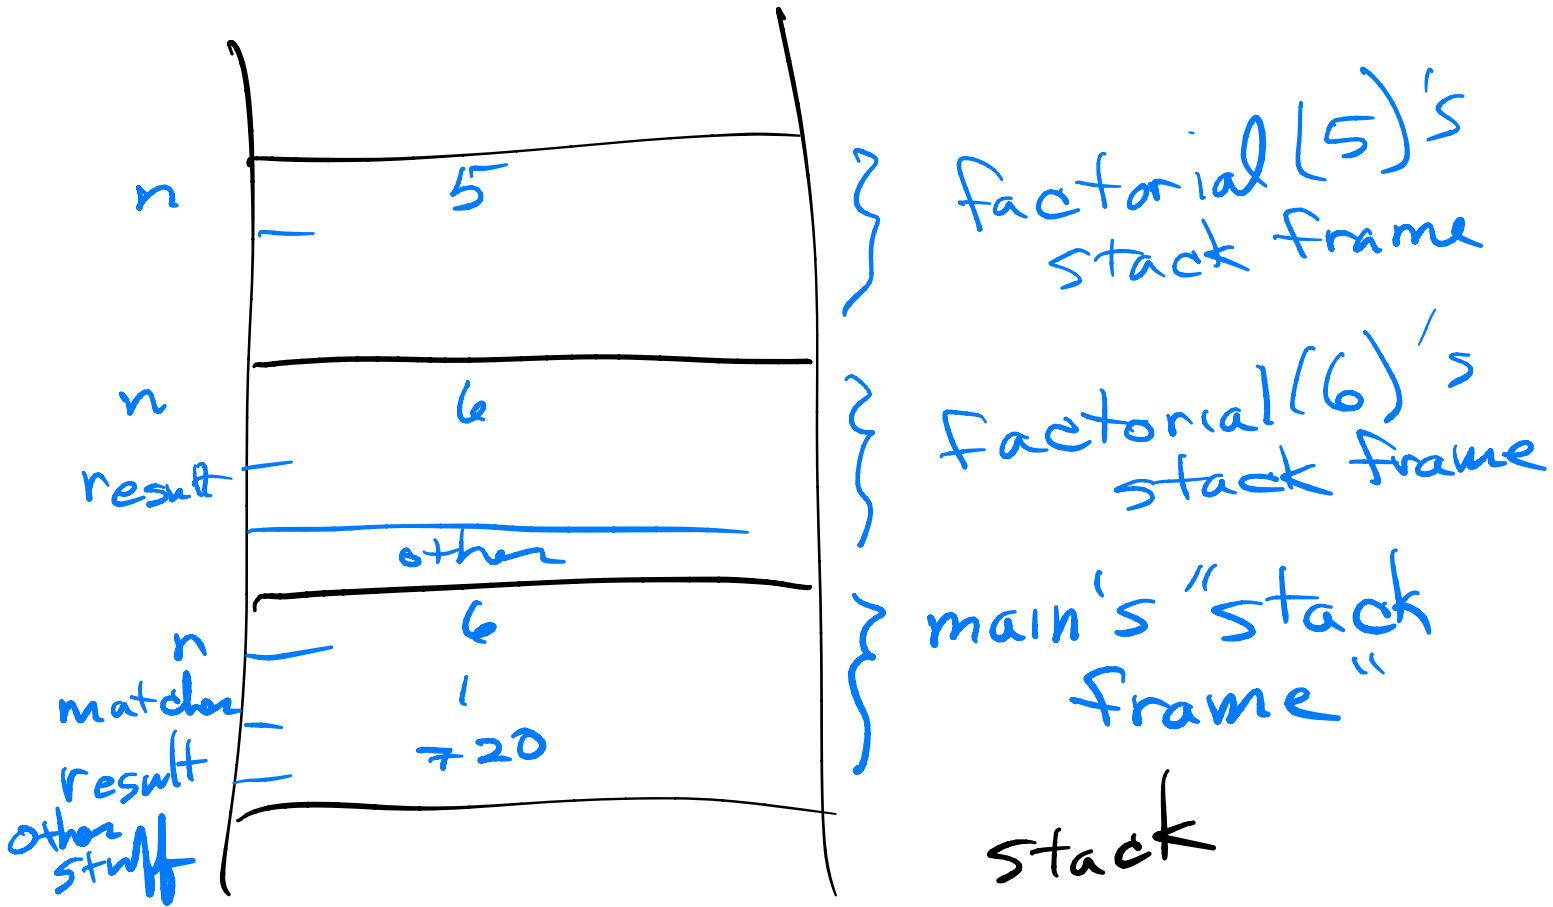 n 5 factorial(5)'s
stack frame
n 6 factorial(6)'s
result stack frame
other
n 6 main's "stack
matcher 1 frame"
result 720
other
stuff
stack